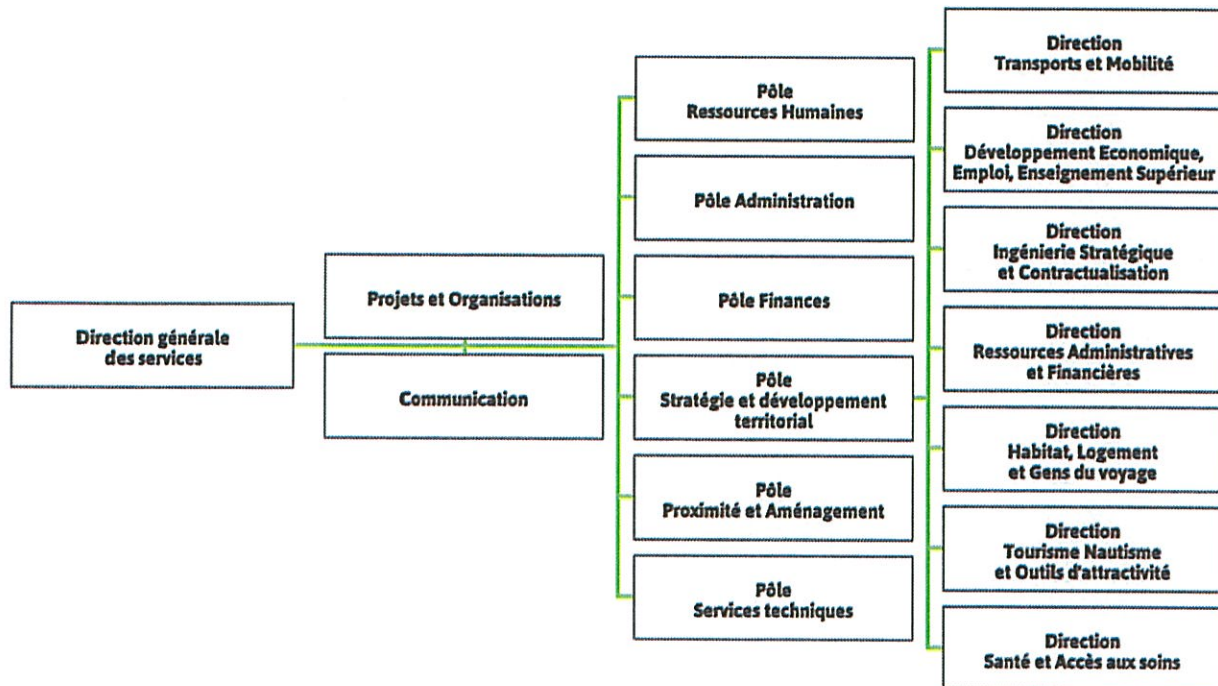 Direction générale
des services
Projets et Organisations
Communication
Pôle
Ressources Humaines
Pôle Administration
Pôle Finances
Pôle
Stratégie et développement
territorial
Pôle
Proximité et Aménagement
Pôle
Services techniques
Direction
Transports et Mobilité
Direction
Développement Economique,
Emploi, Enseignement Supérieur
Direction
Ingénierie Stratégique
et Contractualisation
Direction
Ressources Administratives
et Financières
Direction
Habitat, Logement
et Gens du voyage
Direction
Tourisme Nautisme
et Outils d'attractivité
Direction
Santé et Accès aux soins